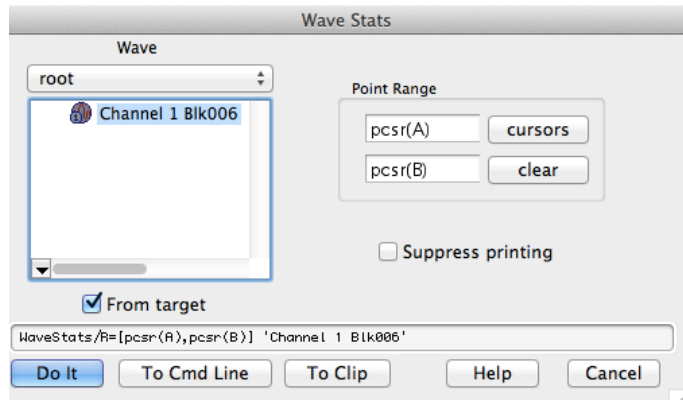 Wave Stats
Wave
root
Channel 1 Blk006
Point Range
pcsr(A) cursors
pcsr(B) clear
Suppress printing
From target
WaveStats/R=[pcsr(A),pcsr(B)] 'Channel 1 Blk006'
Do It To Cmd Line To Clip Help Cancel